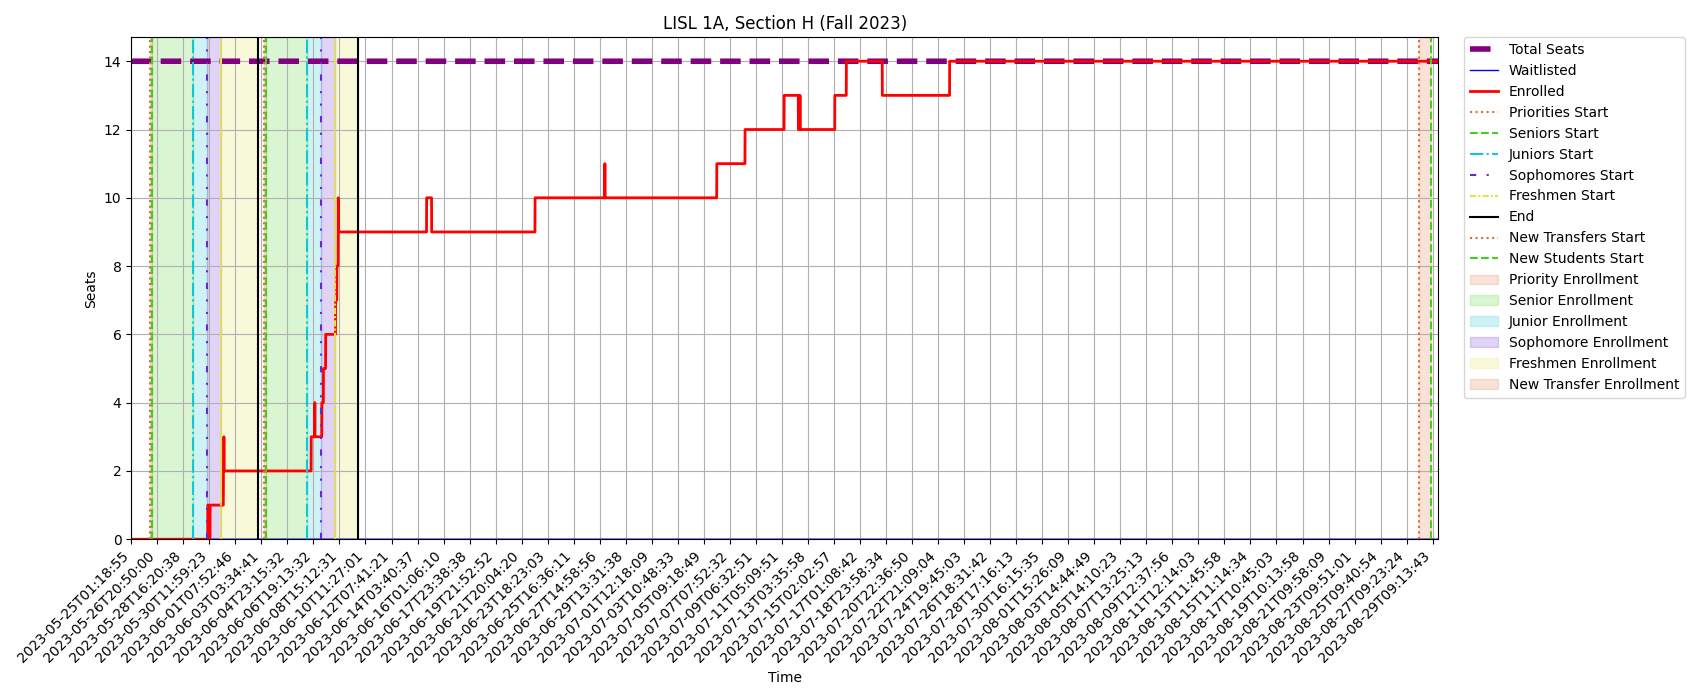 LISL 1A, Section H (Fall 2023)
Seats
14
12
10
8
6
4
2
0
2023-05-25T01:18:55
2023-05-26T20:50:00
2023-05-28T16:20:38
2023-05-30T11:59:23
2023-06-01T07:52:46
2023-06-03T03:34:41
2023-06-04T23:15:32
2023-06-06T19:13:32
2023-06-08T15:12:31
2023-06-10T11:27:01
2023-06-12T07:41:21
2023-06-14T03:40:37
2023-06-16T01:06:10
2023-06-17T23:38:38
2023-06-19T21:52:52
2023-06-21T20:04:20
2023-06-23T18:23:03
2023-06-25T16:36:11
2023-06-27T14:58:56
2023-06-29T13:31:38
2023-07-01T12:18:09
2023-07-03T10:48:33
2023-07-05T09:18:49
2023-07-07T07:52:32
2023-07-09T06:32:51
2023-07-11T05:09:51
2023-07-13T03:35:58
2023-07-15T02:02:57
2023-07-17T01:08:42
2023-07-18T23:58:34
2023-07-20T22:36:50
2023-07-22T21:09:04
2023-07-24T19:45:03
2023-07-26T18:31:42
2023-07-28T17:16:13
2023-07-30T16:15:35
2023-08-01T15:26:09
2023-08-03T14:44:49
2023-08-05T14:10:23
2023-08-07T13:25:13
2023-08-09T12:37:56
2023-08-11T12:14:03
2023-08-13T11:45:58
2023-08-15T11:14:34
2023-08-17T10:45:03
2023-08-19T10:13:58
2023-08-21T09:58:09
2023-08-23T09:51:01
2023-08-25T09:40:54
2023-08-27T09:23:24
2023-08-29T09:13:43
Time
Total Seats
Waitlisted
Enrolled
Priorities Start
Seniors Start
Juniors Start
Sophomores Start
Freshmen Start
End
New Transfers Start
New Students Start
Priority Enrollment
Senior Enrollment
Junior Enrollment
Sophomore Enrollment
Freshmen Enrollment
New Transfer Enrollment